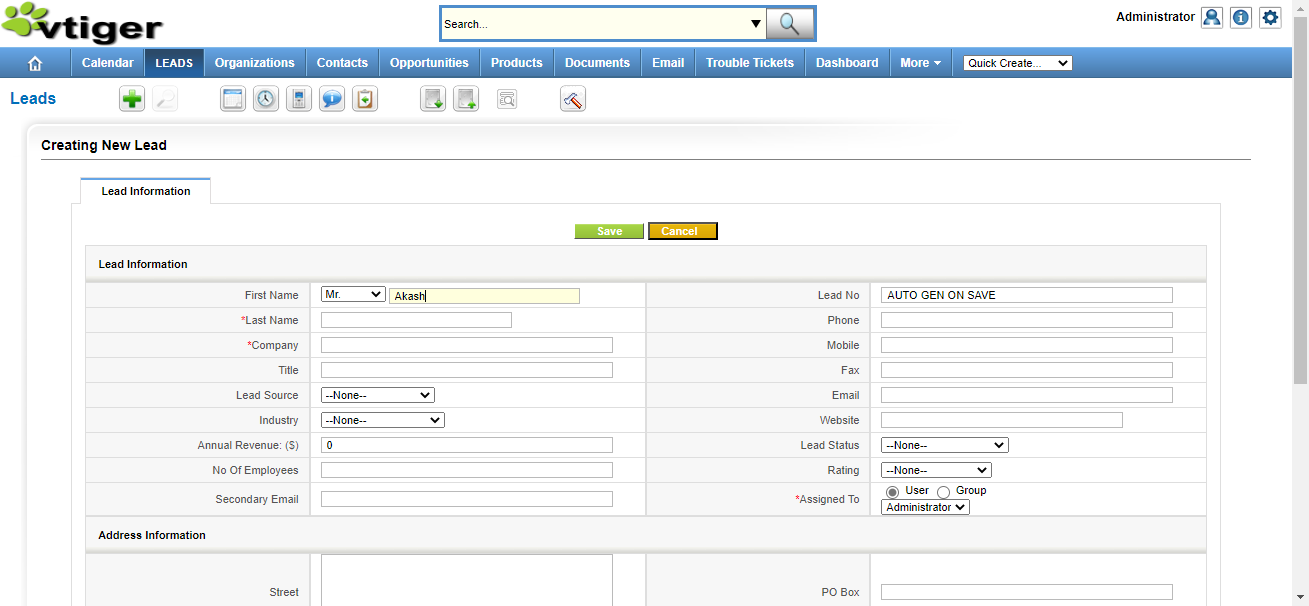 vtiger
Search...
Administrator
Calendar LEADS Organizations Contacts Opportunities Products Documents Email Trouble Tickets Dashboard More Quick Create...
Leads
Creating New Lead
Lead Information
Save Cancel
Lead Information
First Name Mr. Akash Lead No AUTO GEN ON SAVE
*Last Name Phone
*Company Mobile
Title Fax
Lead Source --None-- Email
Industry --None-- Website
Annual Revenue: ($) 0 Lead Status --None--
No Of Employees Rating --None--
Secondary Email *Assigned To User Group
Administrator
Address Information
Street PO Box